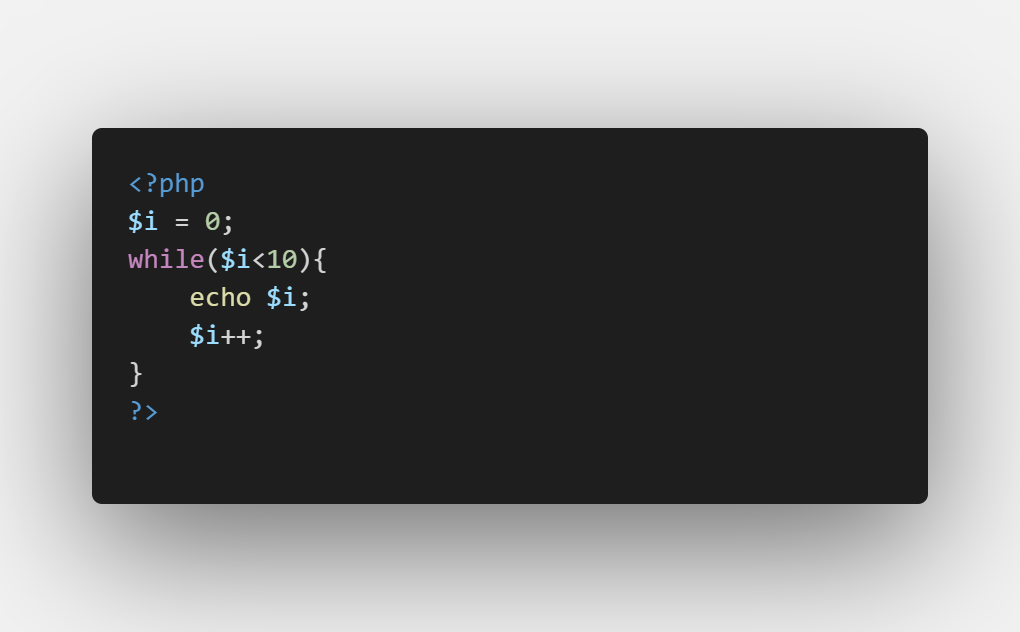 <?php
$i = 0;
while($i<10){
    echo $i;
    $i++;
}
?>